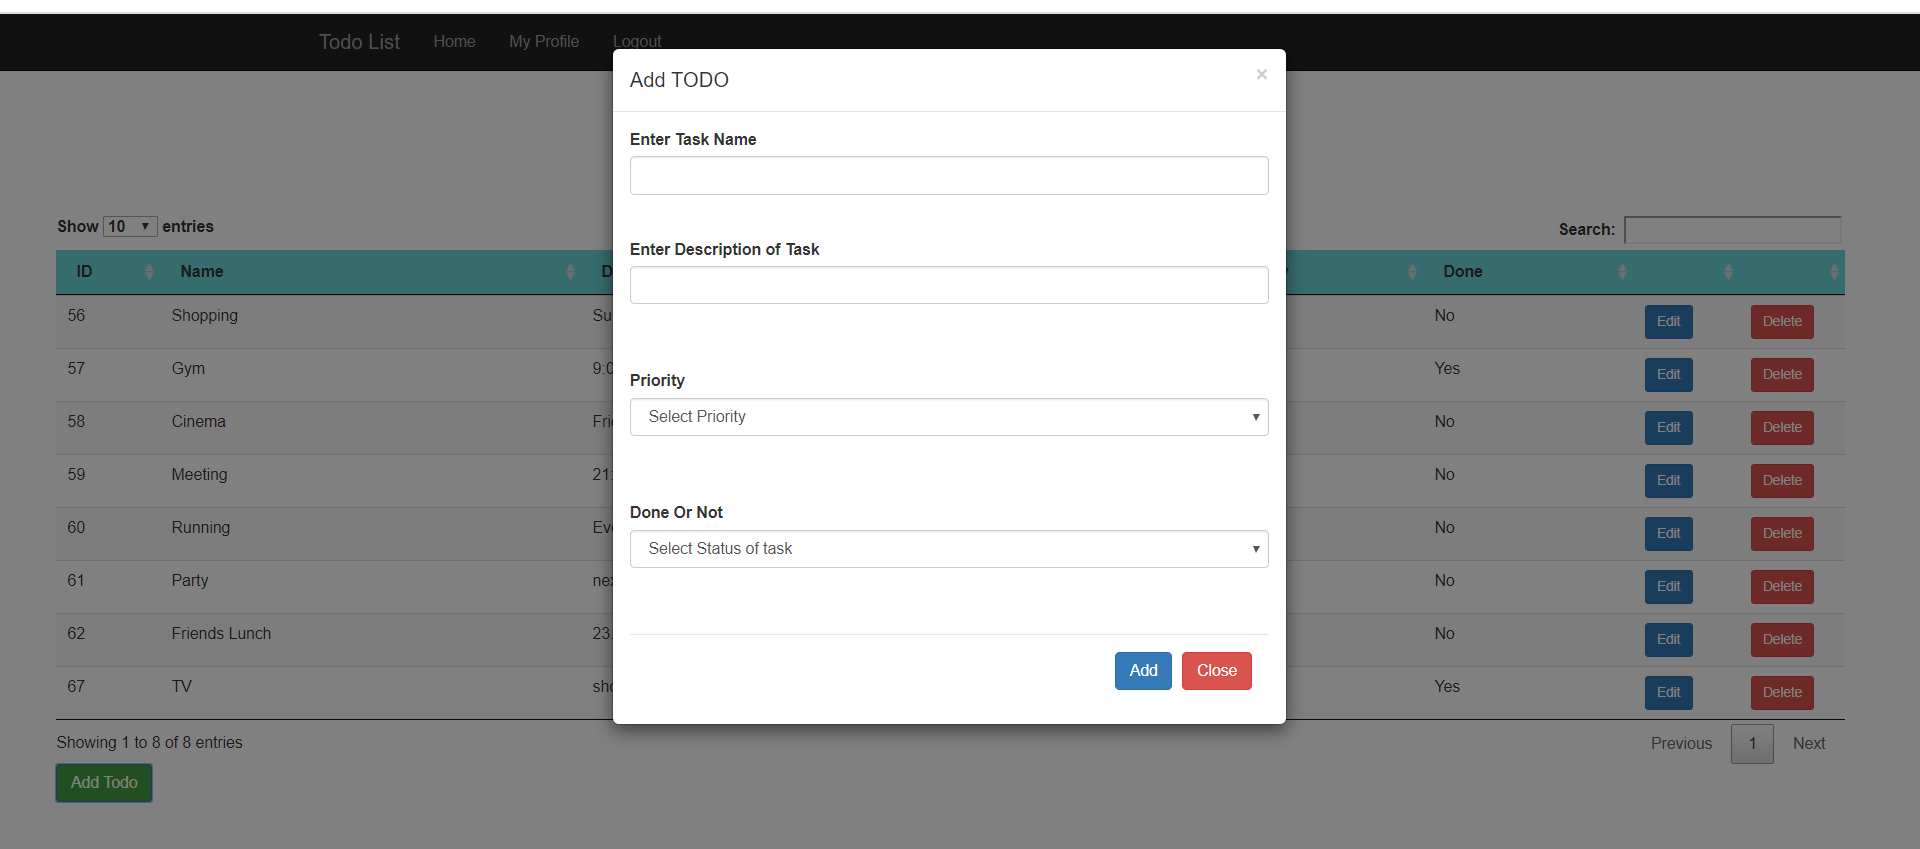 Todo List Home My Profile Logout
Add TODO ×
Enter Task Name
Enter Description of Task
Priority
Select Priority
Done Or Not
Select Status of task
Add Close
Show 10 entries
Search:
ID Name D Done
56 Shopping Su No Edit Delete
57 Gym 9:0 Yes Edit Delete
58 Cinema Fri No Edit Delete
59 Meeting 21: No Edit Delete
60 Running Eve No Edit Delete
61 Party nex No Edit Delete
62 Friends Lunch 23. No Edit Delete
67 TV sho Yes Edit Delete
Showing 1 to 8 of 8 entries
Previous 1 Next
Add Todo